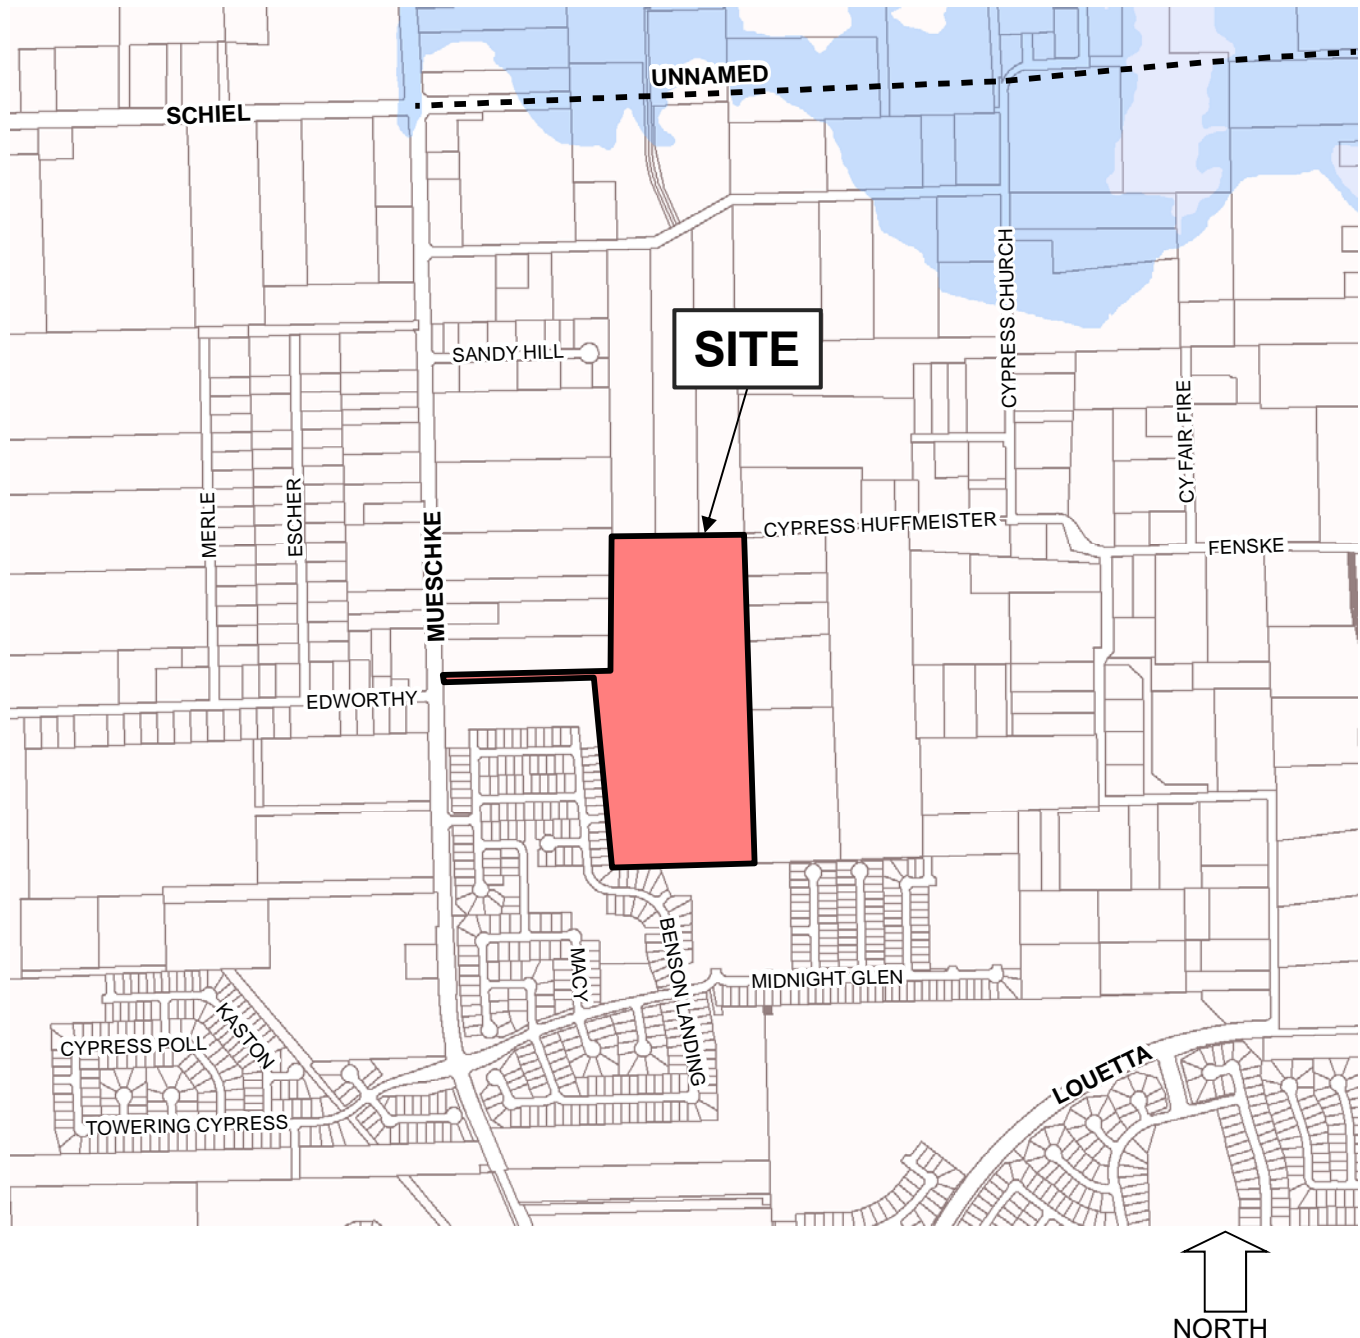 UNNAMED
SCHIEL
CYPRESS CHURCH
SITE
SANDY HILL
CY FAIR FIRE
MERLE
ESCHER
MUESCHKE
CYPRESS HUFFMEISTER
FENSKE
EDWORTHY
BENSON LANDING
MACY
MIDNIGHT GLEN
KASTON
CYPRESS POLL
LOUETTA
TOWERING CYPRESS
NORTH